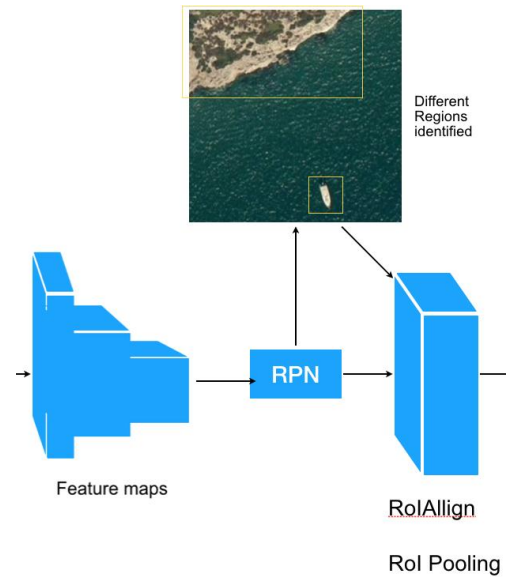 Different
Regions
identified
RPN
Feature maps
RoIAllign
RoI Pooling